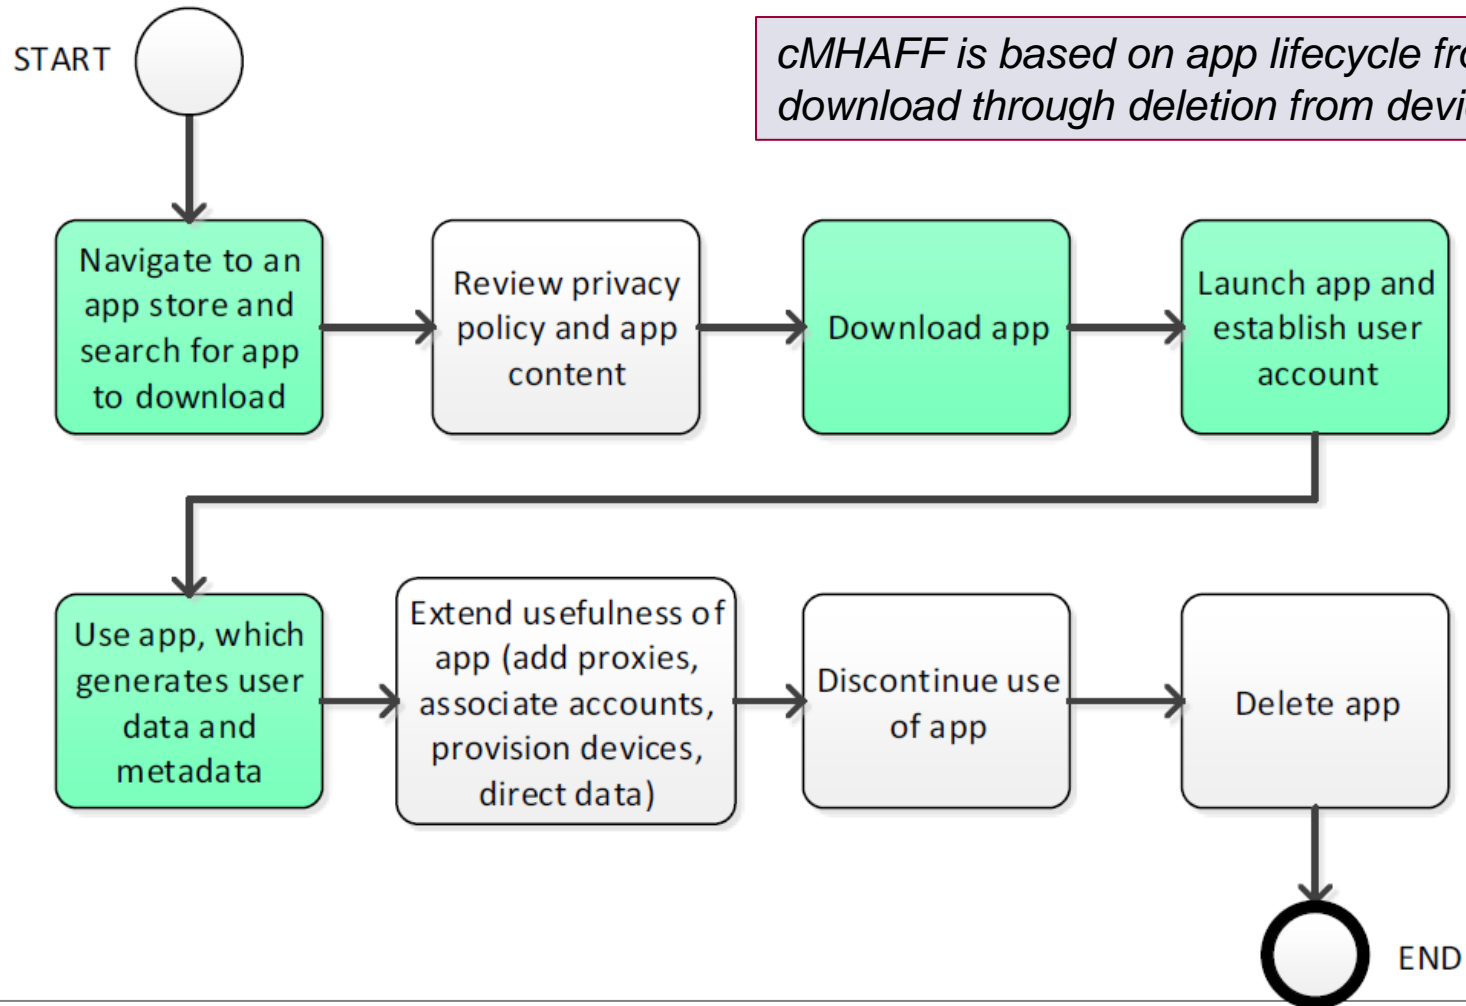 START
cMHAFF is based on app lifecycle
download through deletion from
Navigate to an
app store and
search for app
to download
Review privacy
policy and app
content
Download app
Launch app and
establish user
account
Use app, which
generates user
data and
metadata
Extend usefulness of
app (add proxies,
associate accounts,
provision devices,
direct data)
Discontinue use
of app
Delete app
END